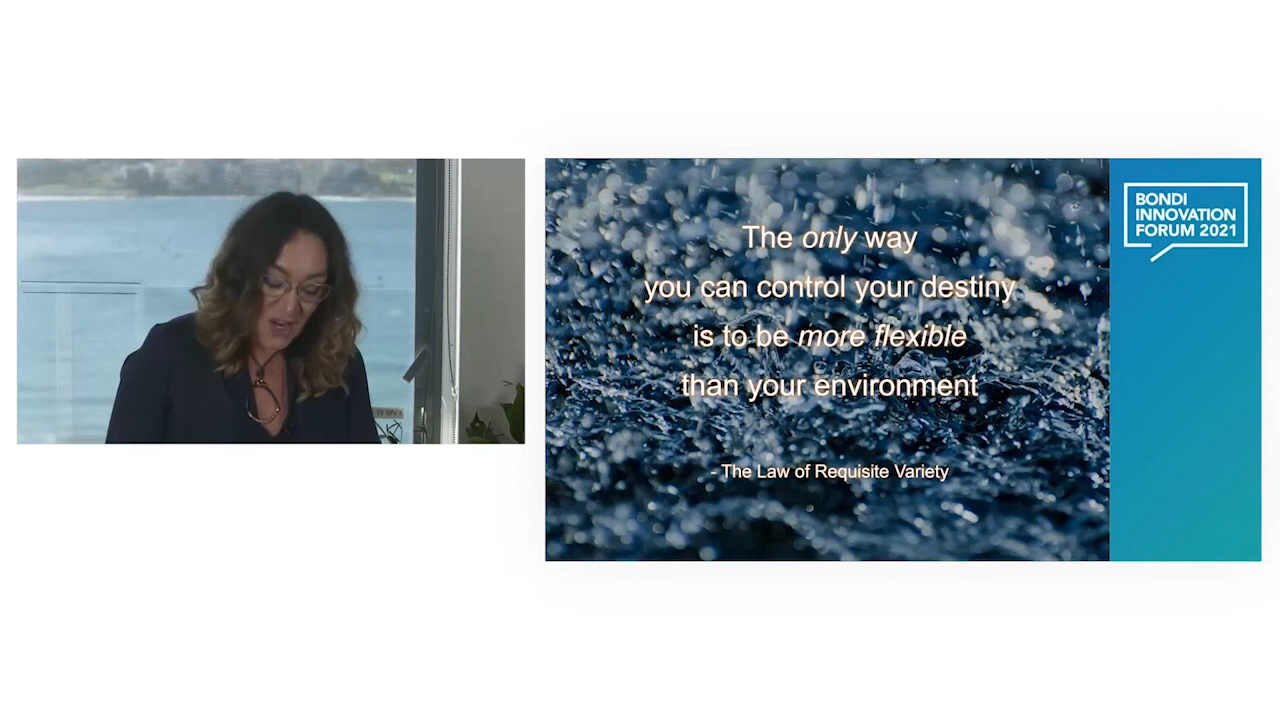 The only way
you can control your destiny
is to be more flexible
than your environment
- The Law of Requisite Variety
BONDI
INNOVATION
FORUM 2021